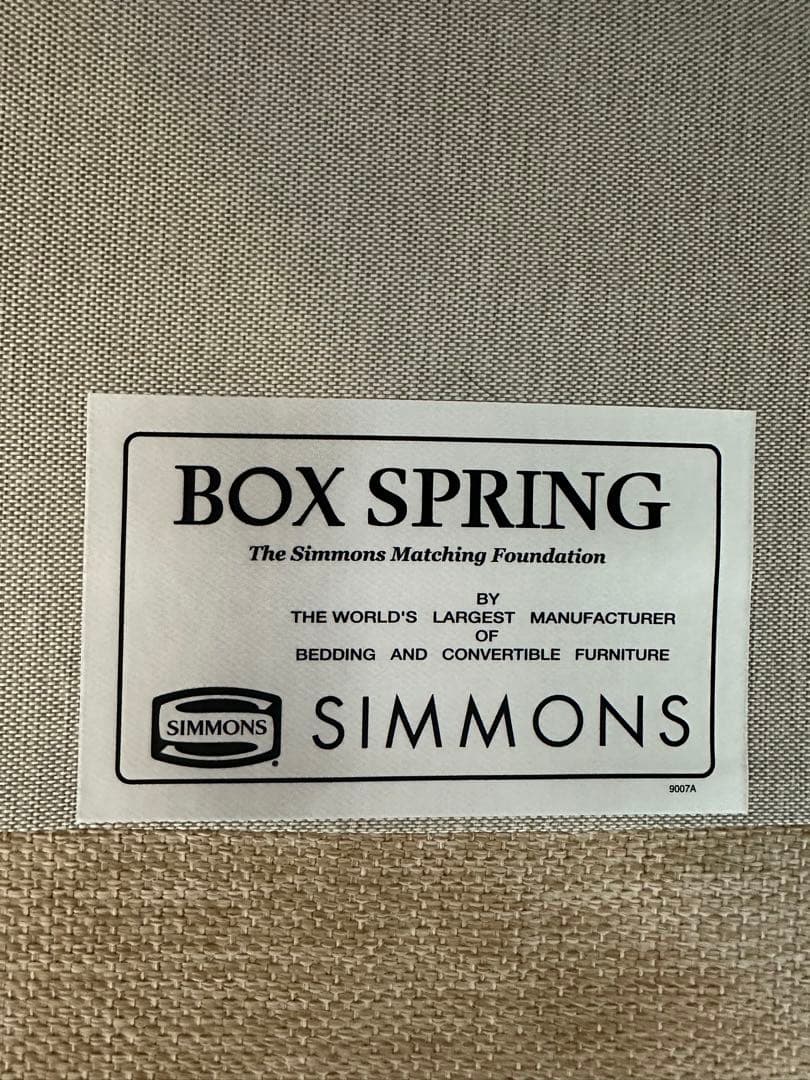 BOX SPRING
The Simmons Matching Foundation
BY
THE WORLD'S LARGEST MANUFACTURER
OF
BEDDING AND CONVERTIBLE FURNITURE
SIMMONS SIMMONS
9007A